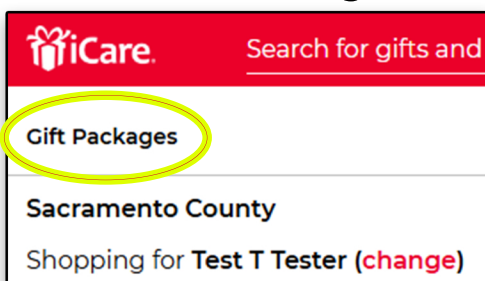 iCare.
Search for gifts and
Gift Packages
Sacramento County
Shopping for Test T Tester (change)